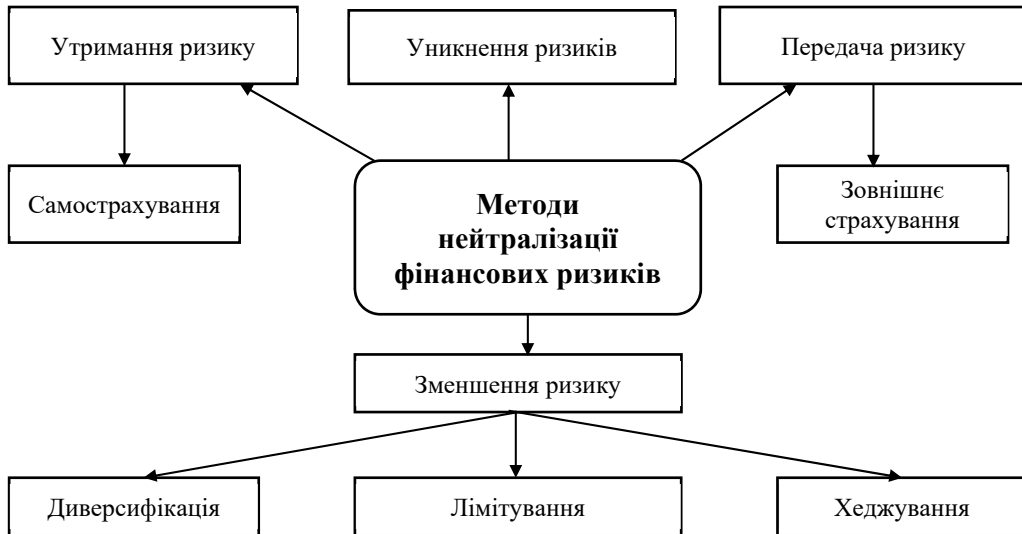 Утримання ризику
Уникнення ризиків
Передача ризику
Самострахування
Методи
нейтралізації
фінансових ризиків
Зовнішнє
страхування
Зменшення ризику
Диверсифікація
Лімітування
Хеджування